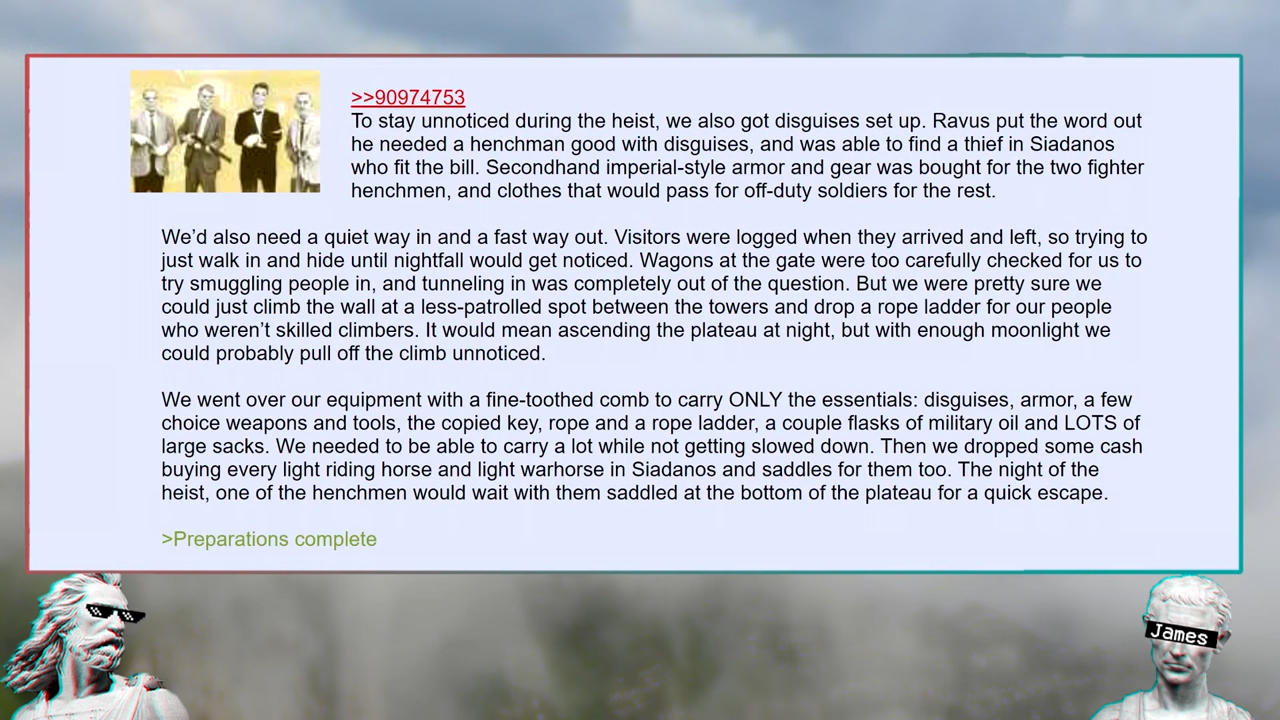 >>90974753
To stay unnoticed during the heist, we also got disguises set up. Ravus put the word out
he needed a henchman good with disguises, and was able to find a thief in Siadanos
who fit the bill. Secondhand imperial-style armor and gear was bought for the two fighter
henchmen, and clothes that would pass for off-duty soldiers for the rest.
We’d also need a quiet way in and a fast way out. Visitors were logged when they arrived and left, so trying to
just walk in and hide until nightfall would get noticed. Wagons at the gate were too carefully checked for us to
try smuggling people in, and tunneling in was completely out of the question. But we were pretty sure we
could just climb the wall at a less-patrolled spot between the towers and drop a rope ladder for our people
who weren’t skilled climbers. It would mean ascending the plateau at night, but with enough moonlight we
could probably pull off the climb unnoticed.
We went over our equipment with a fine-toothed comb to carry ONLY the essentials: disguises, armor, a few
choice weapons and tools, the copied key, rope and a rope ladder, a couple flasks of military oil and LOTS of
large sacks. We needed to be able to carry a lot while not getting slowed down. Then we dropped some cash
buying every light riding horse and light warhorse in Siadanos and saddles for them too. The night of the
heist, one of the henchmen would wait with them saddled at the bottom of the plateau for a quick escape.
>Preparations complete
James